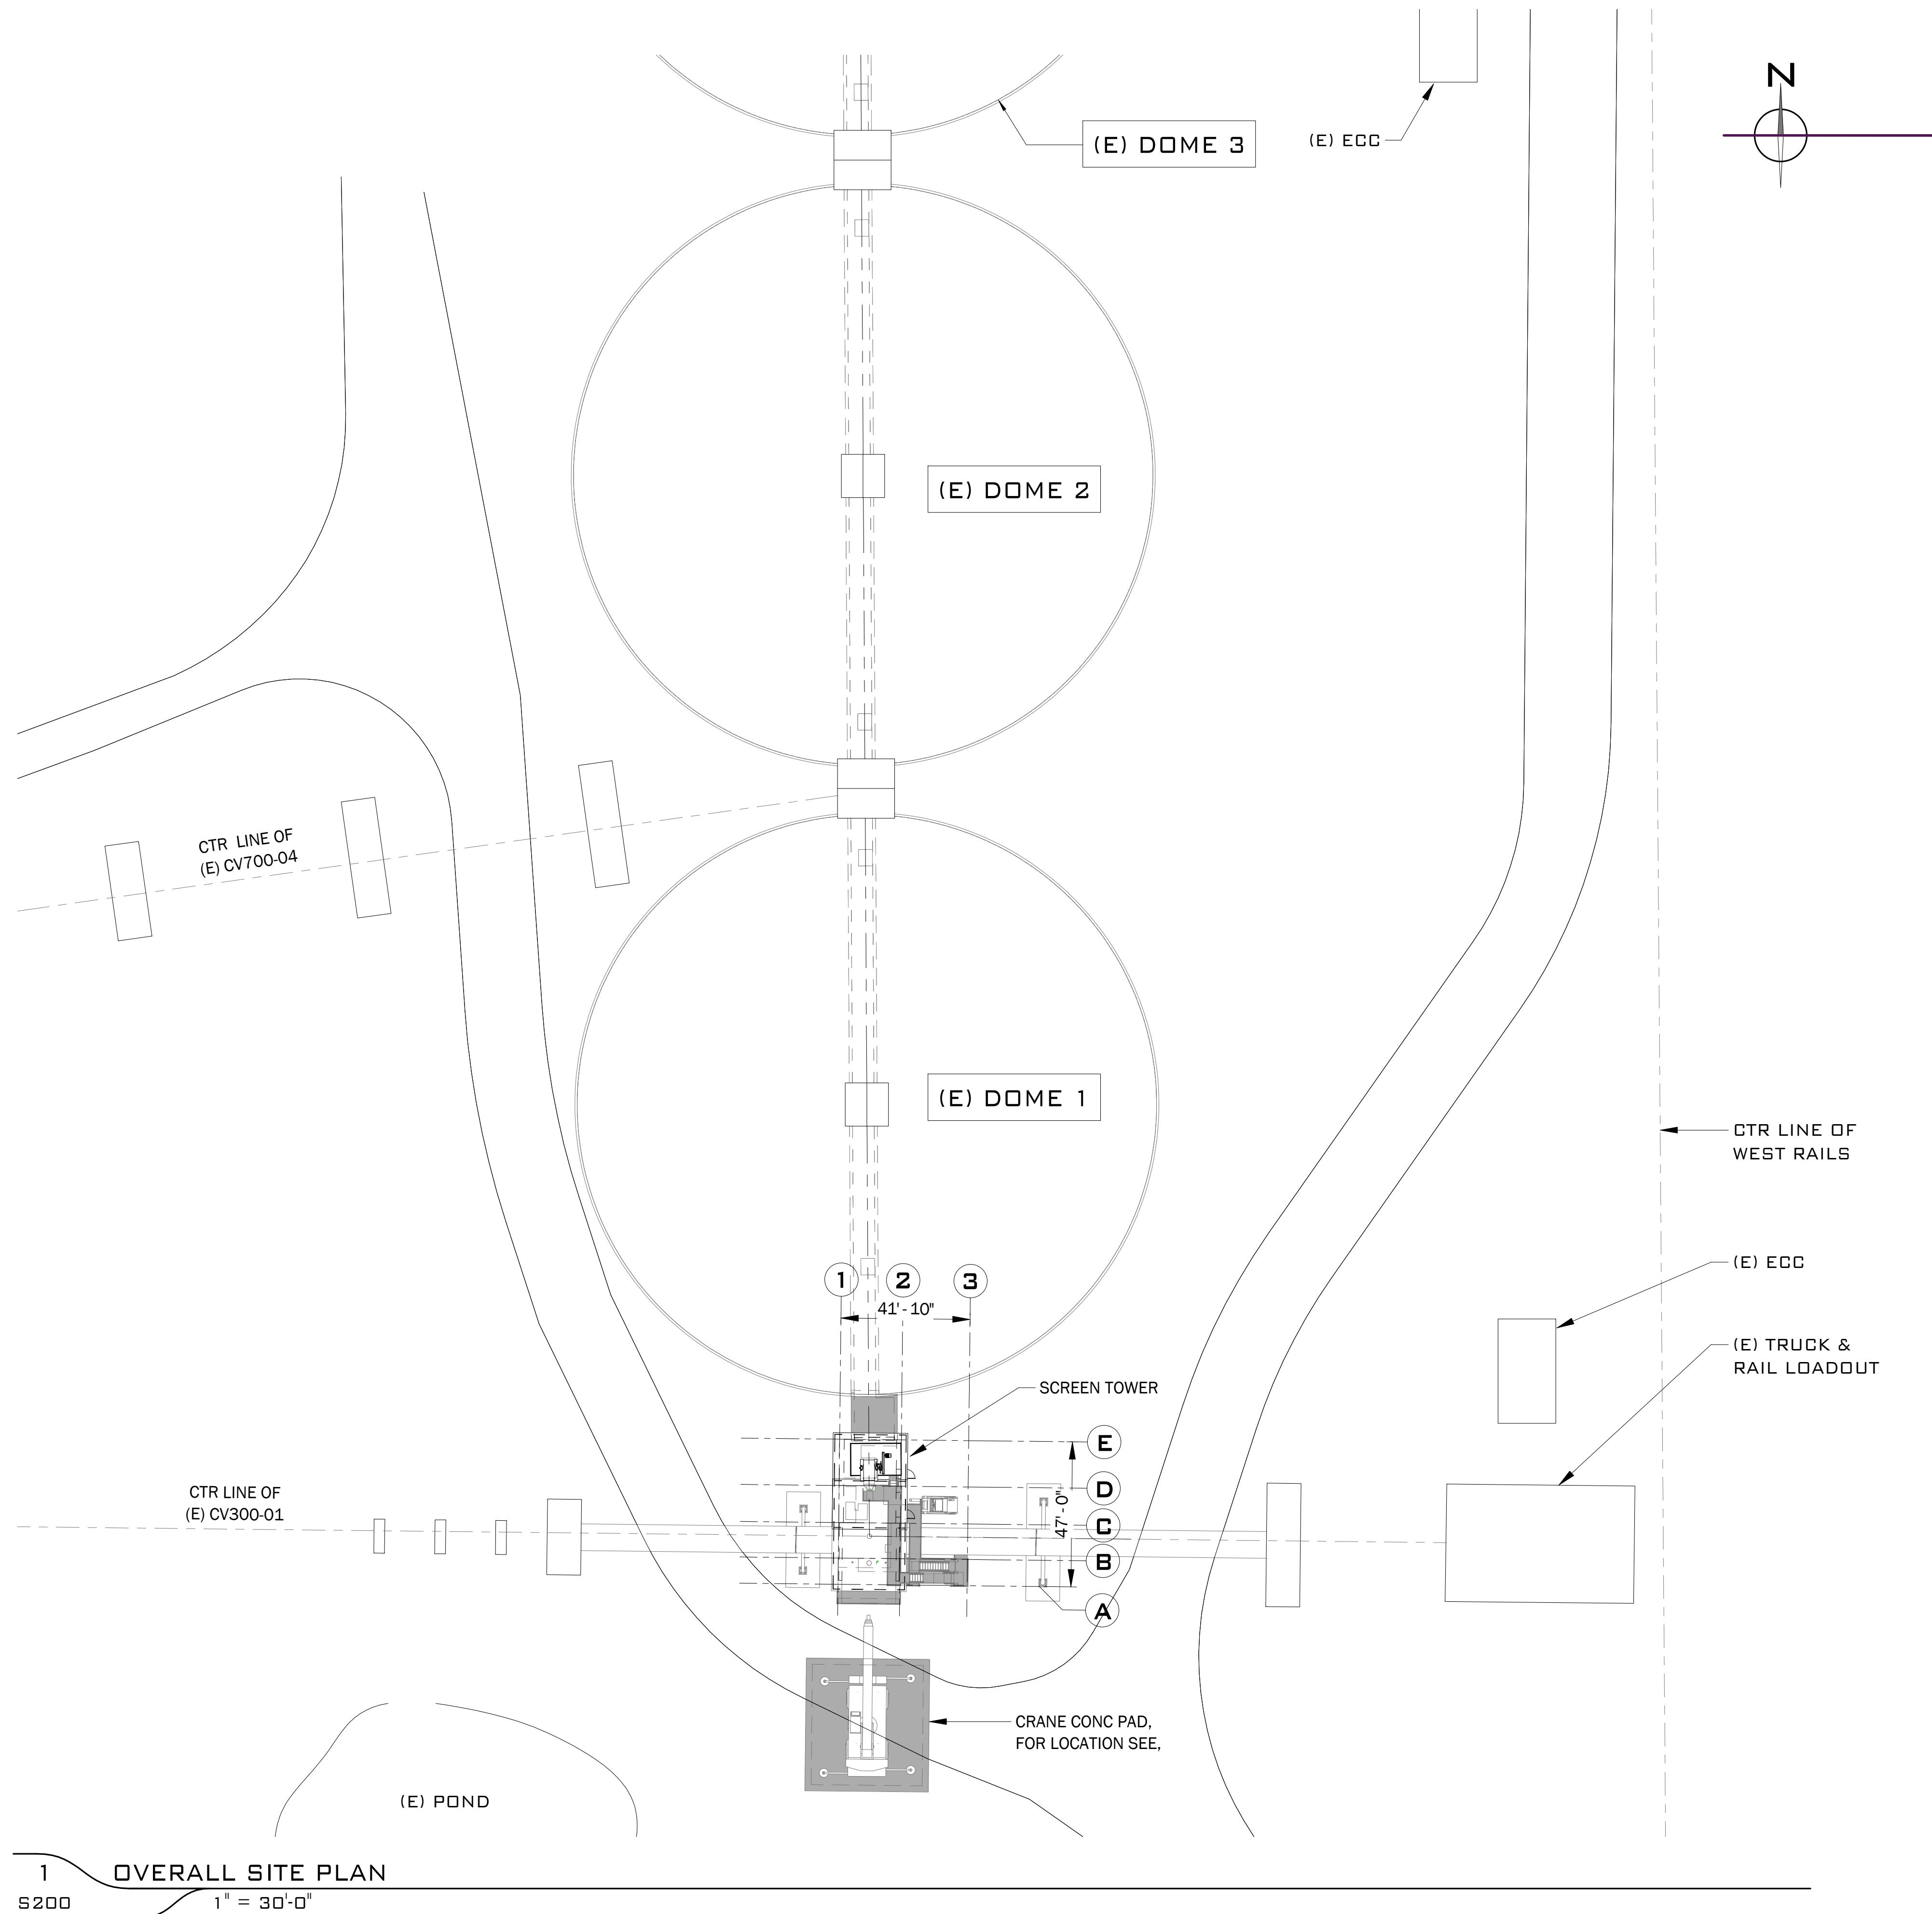 N
(E) DOME 3
(E) ECC
(E) DOME 2
CTR LINE OF
(E) CV700-04
(E) DOME 1
CTR LINE OF
WEST RAILS
(E) ECC
1
2
3
41'-10"
(E) TRUCK &
RAIL LOADOUT
SCREEN TOWER
E
D
C
B
A
47'-0"
CTR LINE OF
(E) CV300-01
CRANE CONC PAD,
FOR LOCATION SEE,
(E) POND
1 OVERALL SITE PLAN
S200 1" = 30'-0"